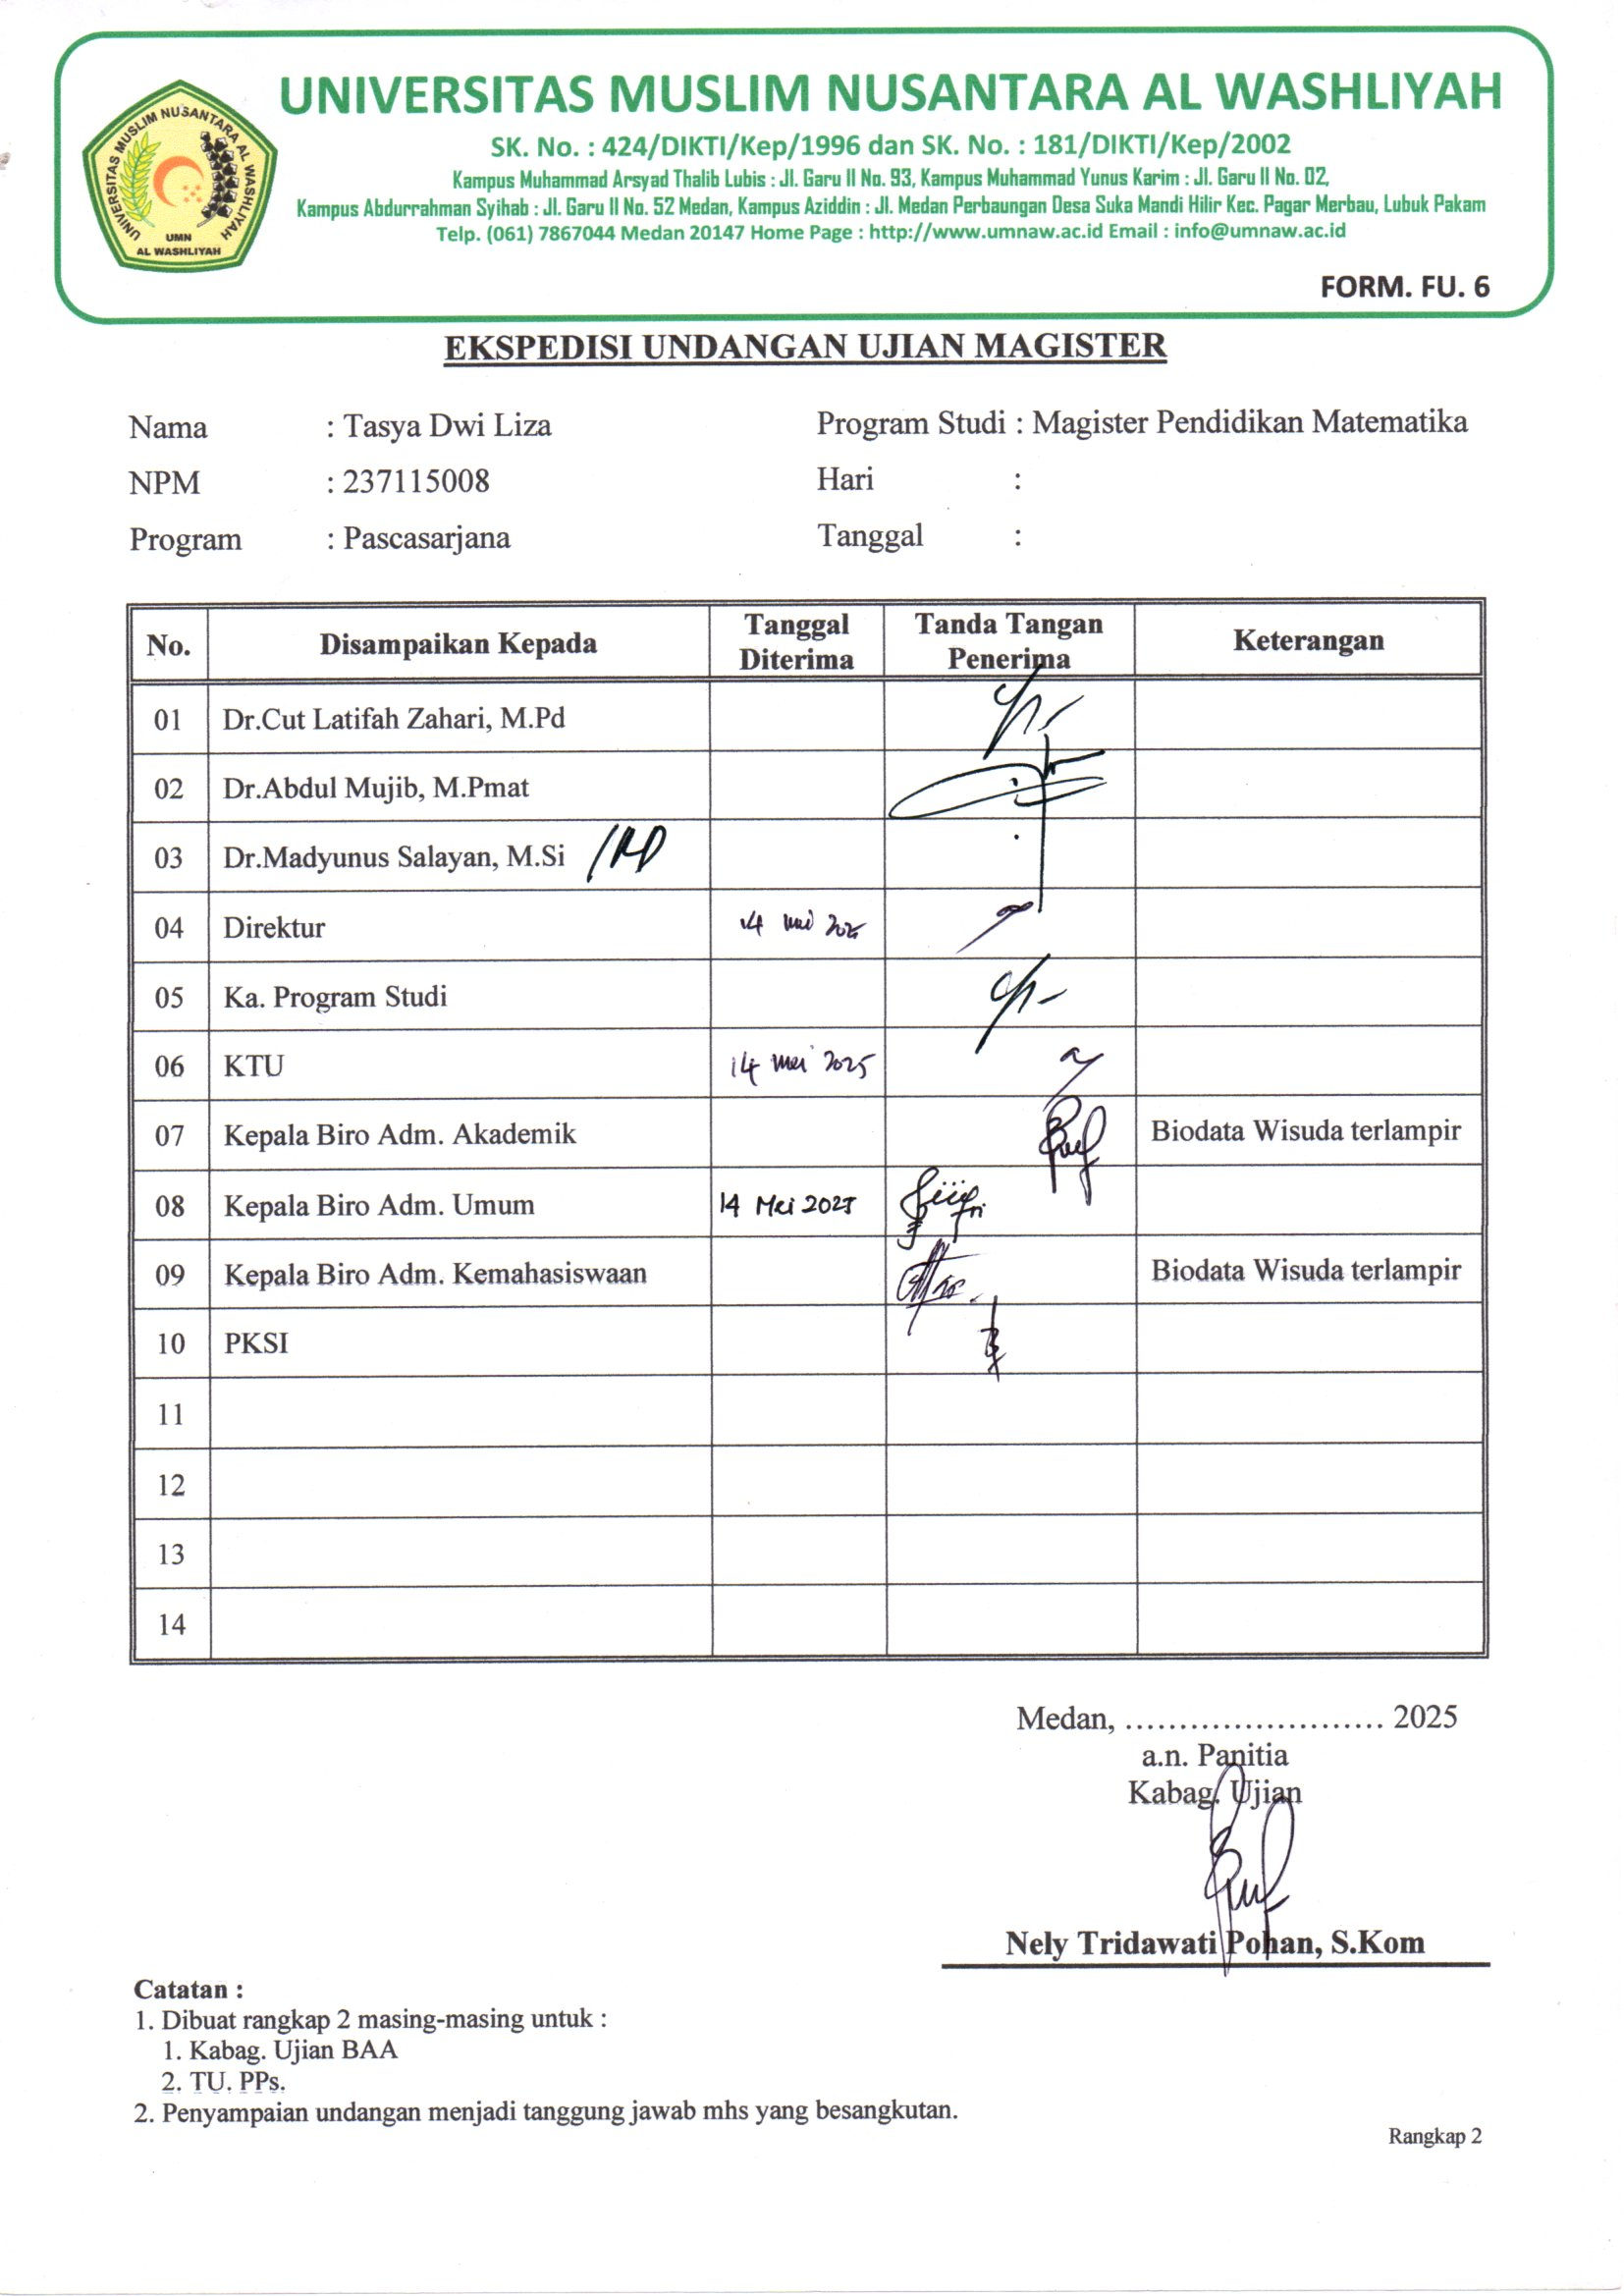 UNIVERSITAS MUSLIM NUSANTARA AL WASHLIYAH
UMN
AL WASHLIYAH
UNIVERSITAS MUSLIM NUSANTARA AL WASHLIYAH
SK. No. : 424/DIKTI/Kep/1996 dan SK. No. : 181/DIKTI/Kep/2002
Kampus Muhammad Arsyad Thalib Lubis : Jl. Garu II No. 93, Kampus Muhammad Yunus Karim : Jl. Garu II No. 02,
Kampus Abdurrahman Syihab : Jl. Garu II No. 52 Medan, Kampus Aziddin : Jl. Medan Perbaungan Desa Suka Mandi Hilir Kec. Pagar Merbau, Lubuk Pakam
Telp. (061) 7867044 Medan 20147 Home Page : http://www.umnaw.ac.id Email : info@umnaw.ac.id
FORM. FU. 6
EKSPEDISI UNDANGAN UJIAN MAGISTER
Nama : Tasya Dwi Liza Program Studi : Magister Pendidikan Matematika
NPM : 237115008 Hari :
Program : Pascasarjana Tanggal :
No. Disampaikan Kepada Tanggal Diterima Tanda Tangan Penerima Keterangan
01 Dr.Cut Latifah Zahari, M.Pd
02 Dr.Abdul Mujib, M.Pmat
03 Dr.Madyunus Salayan, M.Si
04 Direktur 14 mei
05 Ka. Program Studi
06 KTU 14 mei 2025
07 Kepala Biro Adm. Akademik Biodata Wisuda terlampir
08 Kepala Biro Adm. Umum 14 Mei 2025
09 Kepala Biro Adm. Kemahasiswaan Biodata Wisuda terlampir
10 PKSI
11
12
13
14
Medan, ........................ 2025
a.n. Panitia
Kabag. Ujian
Nely Tridawati Pohan, S.Kom
Catatan :
1. Dibuat rangkap 2 masing-masing untuk :
1. Kabag. Ujian BAA
2. TU. PPs.
2. Penyampaian undangan menjadi tanggung jawab mhs yang besangkutan.
Rangkap 2